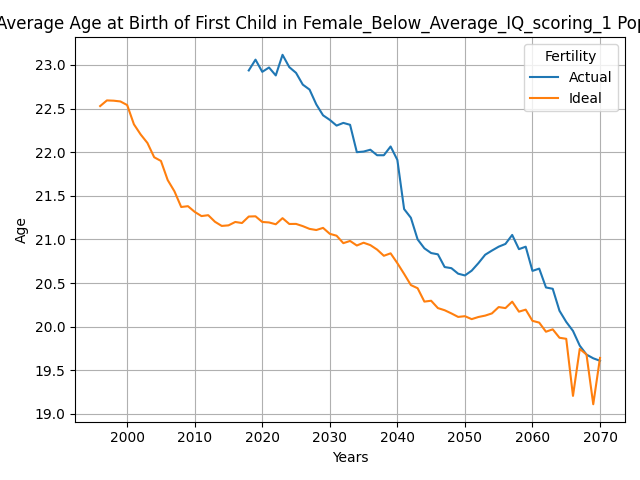 Average Age at Birth of First Child in Female_Below_Average_IQ_scoring_1
Fertility
Actual
Ideal
23.0
22.5
22.0
21.5
21.0
20.5
20.0
19.5
19.0
Age
2000 2010 2020 2030 2040 2050 2060 2070
Years